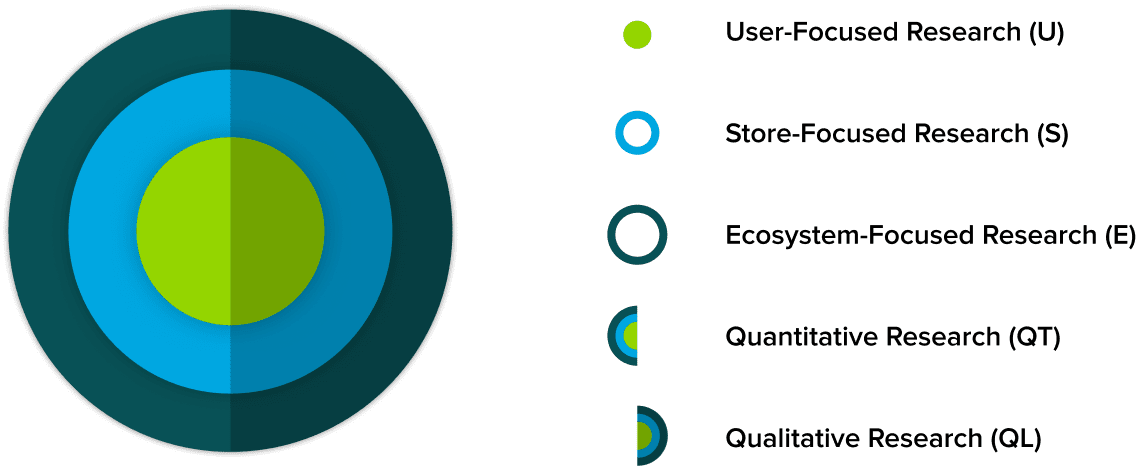 User-Focused Research (U)
Store-Focused Research (S)
Ecosystem-Focused Research (E)
Quantitative Research (QT)
Qualitative Research (QL)